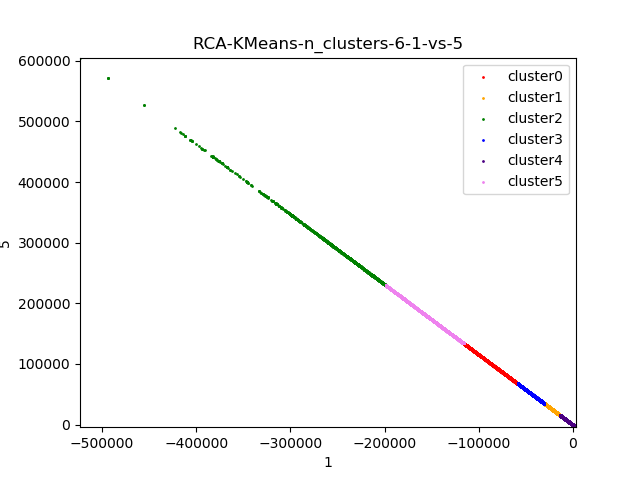 RCA-KMeans-n_clusters-6-1-vs-5
600000
500000
400000
300000
200000
100000
0
5
cluster0
cluster1
cluster2
cluster3
cluster4
cluster5
−500000 −400000 −300000 −200000 −100000 0
1